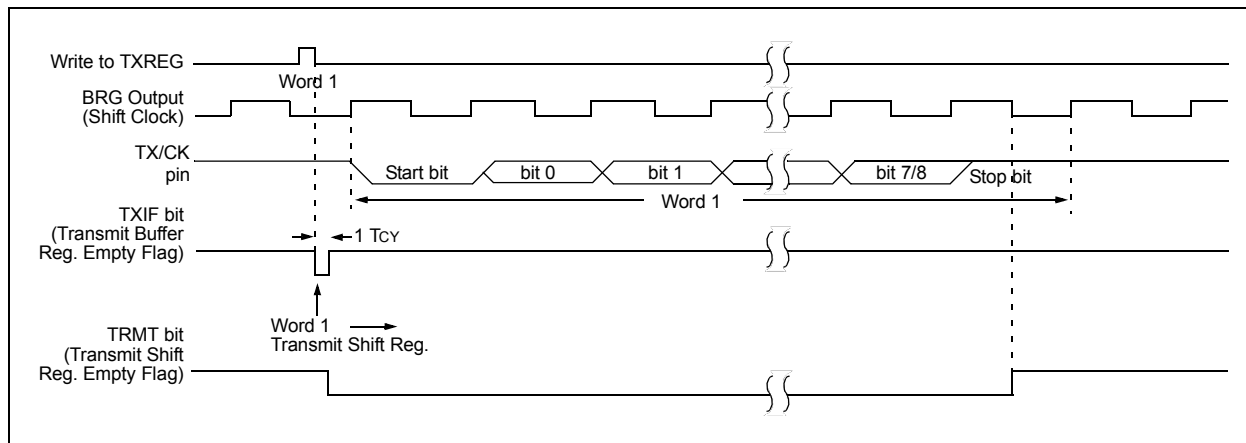 Write to TXREG
Word 1
BRG Output
(Shift Clock)
TX/CK
pin
Start bit
bit 0
bit 1
bit 7/8
Stop bit
Word 1
TXIF bit
(Transmit Buffer
Reg. Empty Flag)
1 TCY
Word 1
Transmit Shift Reg.
TRMT bit
(Transmit Shift
Reg. Empty Flag)